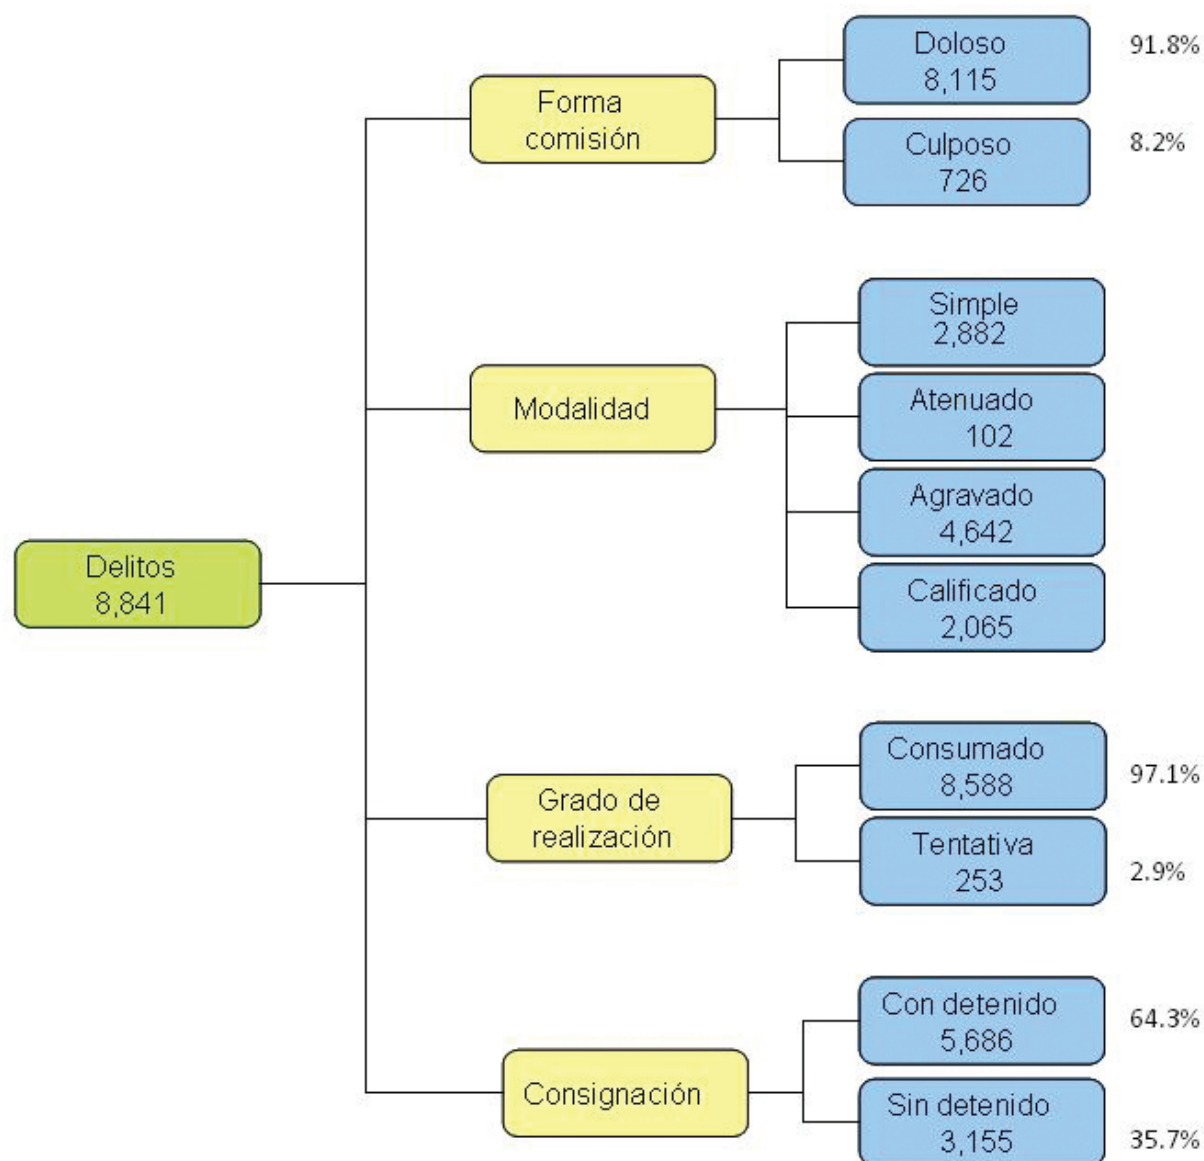 Delitos
8,841
Forma
comisión
Doloso
8,115
91.8%
Culposo
726
8.2%
Modalidad
Simple
2,882
Atenuado
102
Agravado
4,642
Calificado
2,065
Grado de
realización
Consumado
8,588
97.1%
Tentativa
253
2.9%
Consignación
Con detenido
5,686
64.3%
Sin detenido
3,155
35.7%